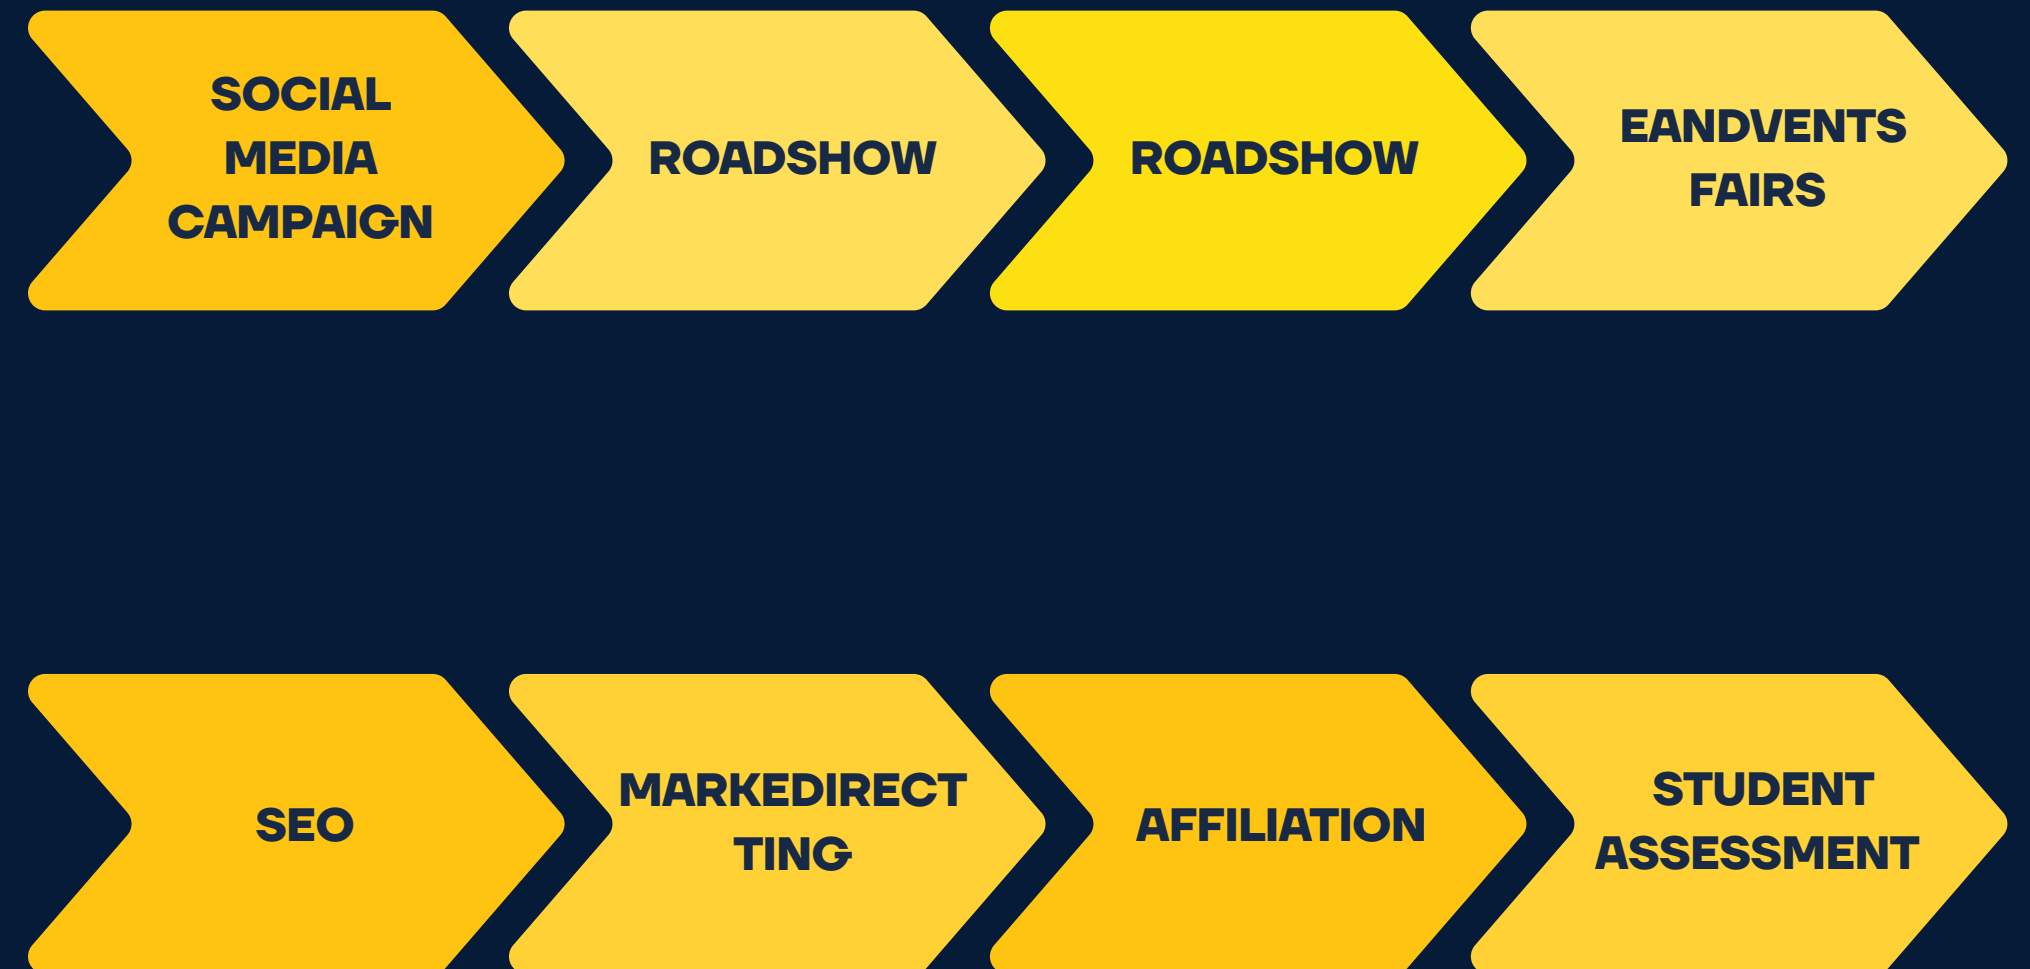 SOCIAL
MEDIA
CAMPAIGN
ROADSHOW
ROADSHOW
EANDVENTS
FAIRS
SEO
MARKEDIRECT
TING
AFFILIATION
STUDENT
ASSESSMENT